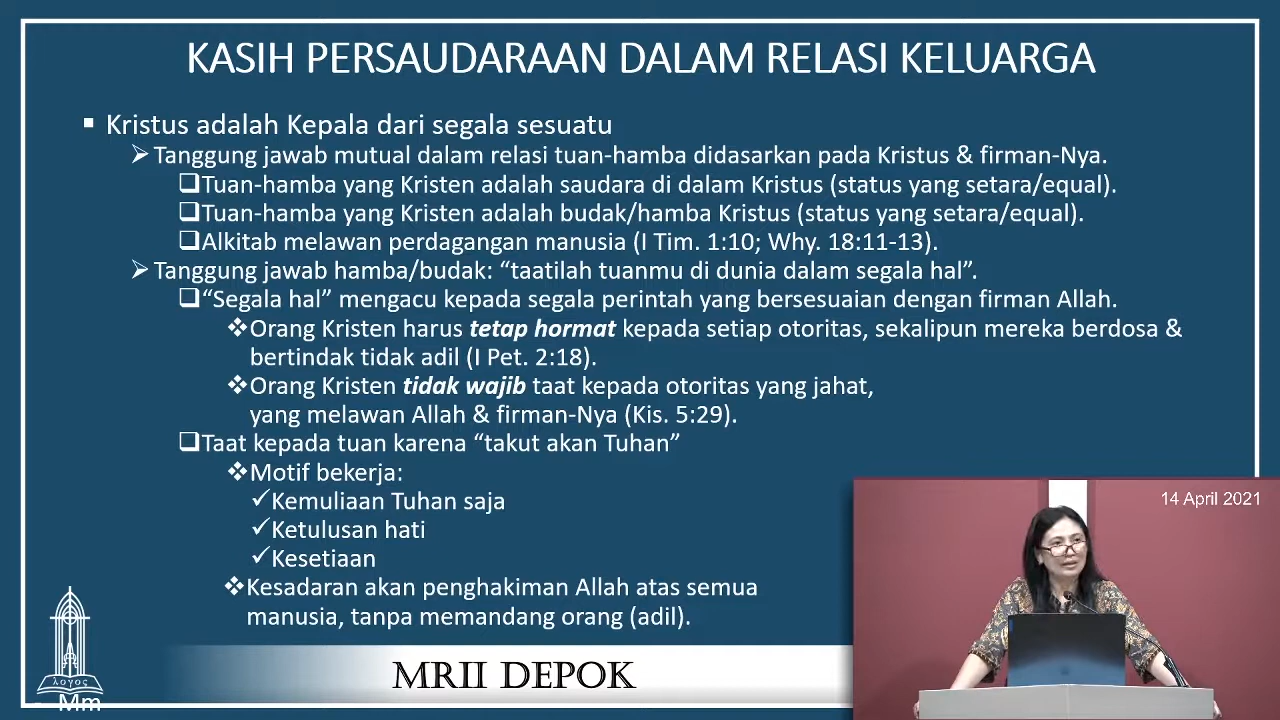 KASIH PERSAUDARAAN DALAM RELASI KELUARGA
▪ Kristus adalah Kepala dari segala sesuatu
➢ Tanggung jawab mutual dalam relasi tuan-hamba didasarkan pada Kristus & firman-Nya.
❑ Tuan-hamba yang Kristen adalah saudara di dalam Kristus (status yang setara/equal).
❑ Tuan-hamba yang Kristen adalah budak/hamba Kristus (status yang setara/equal).
❑ Alkitab melawan perdagangan manusia (I Tim. 1:10; Why. 18:11-13).
➢ Tanggung jawab hamba/budak: “taatilah tuanmu di dunia dalam segala hal”.
❑ “Segala hal” mengacu kepada segala perintah yang bersesuaian dengan firman Allah.
❖ Orang Kristen harus tetap hormat kepada setiap otoritas, sekalipun mereka berdosa &
bertindak tidak adil (I Pet. 2:18).
❖ Orang Kristen tidak wajib taat kepada otoritas yang jahat,
yang melawan Allah & firman-Nya (Kis. 5:29).
❑ Taat kepada tuan karena “takut akan Tuhan”
❖ Motif bekerja:
✓ Kemuliaan Tuhan saja
✓ Ketulusan hati
✓ Kesetiaan
❖ Kesadaran akan penghakiman Allah atas semua
manusia, tanpa memandang orang (adil).
14 April 2021
λογος
MRII DEPOK
Mm